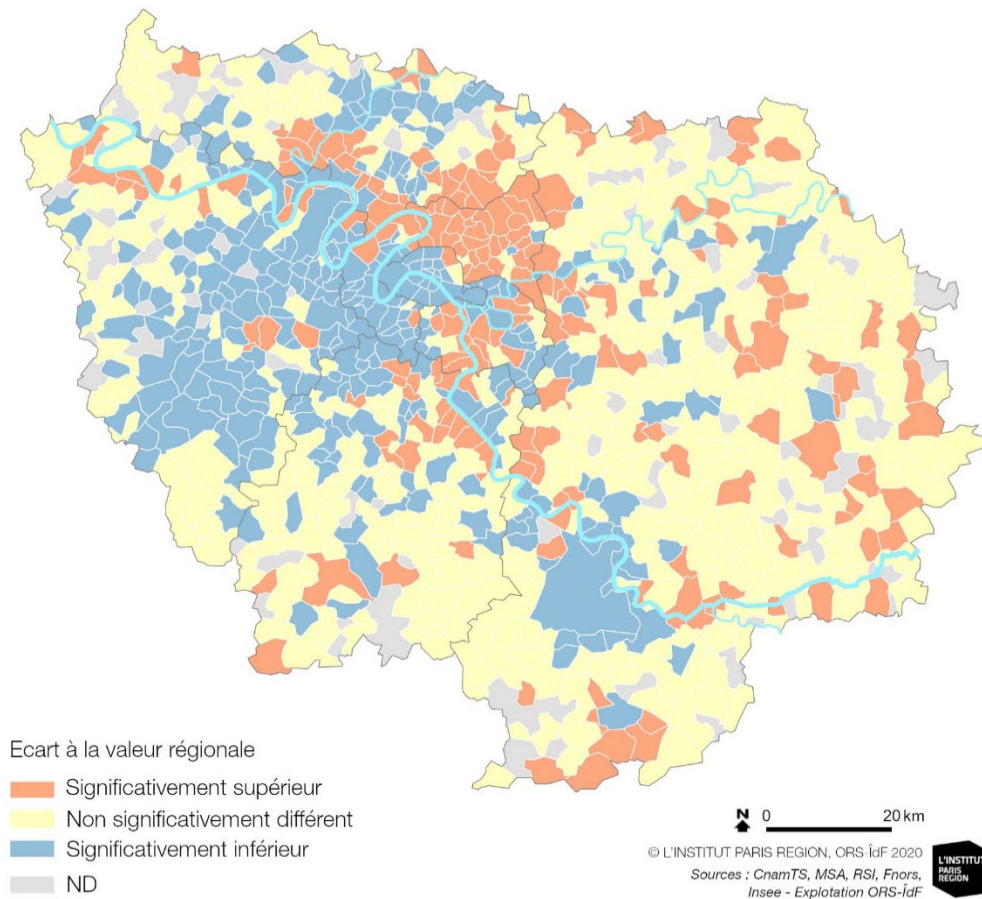 Ecart à la valeur régionale
Significativement supérieur
Non significativement différent
Significativement inférieur
ND
N 0 20 km
© L'INSTITUT PARIS REGION, ORS-ÎdF 2020
Sources : CnamTS, MSA, RSI, Fnors,
Insee - Explotation ORS-ÎdF
L'INSTITUT
PARIS
REGION